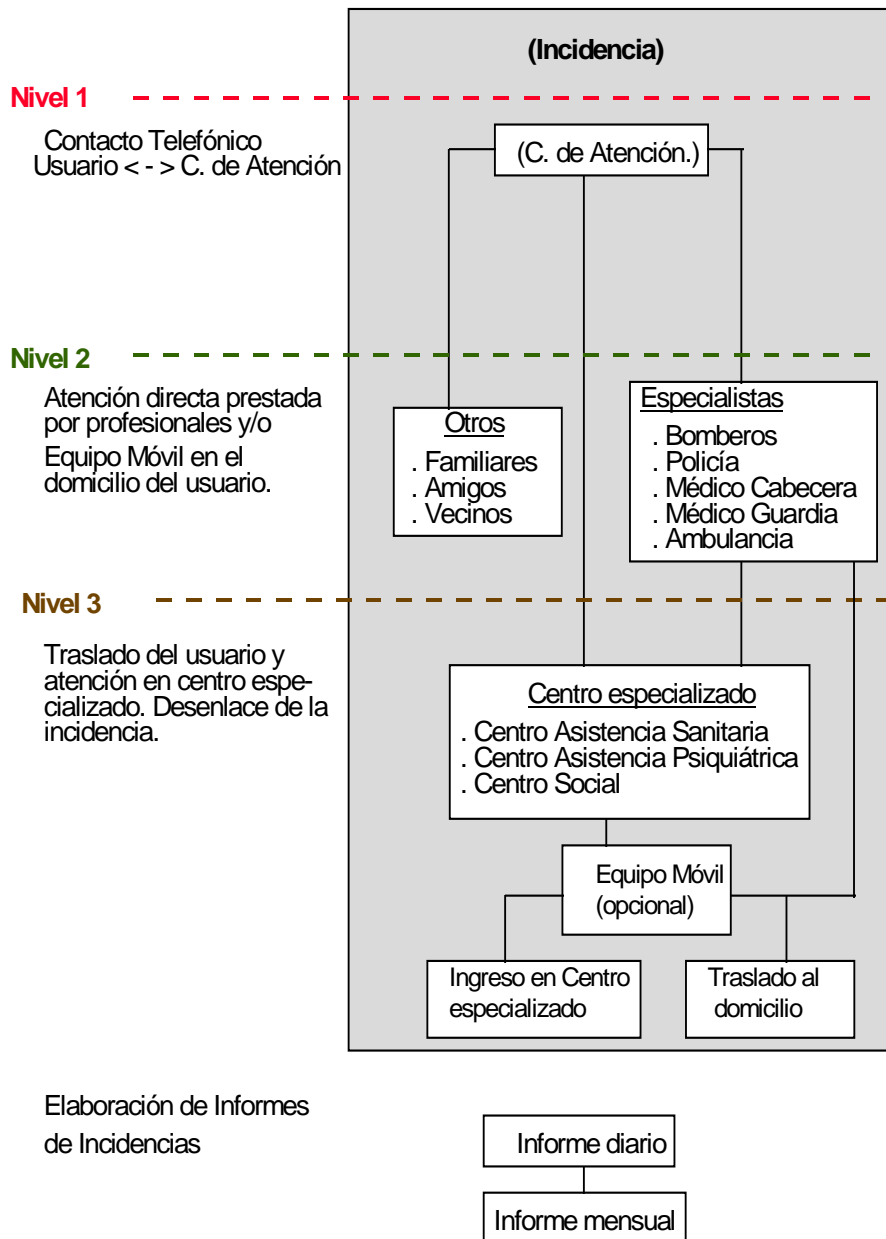 (Incidencia)
Nivel 1
Contacto Telefónico
Usuario < - > C. de Atención
(C. de Atención.)
Nivel 2
Atención directa prestada
por profesionales y/o
Equipo Móvil en el
domicilio del usuario.
Otros
. Familiares
. Amigos
. Vecinos
Especialistas
. Bomberos
. Policía
. Médico Cabecera
. Médico Guardia
. Ambulancia
Nivel 3
Traslado del usuario y
atención en centro espe-
cializado. Desenlace de la
incidencia.
Centro especializado
. Centro Asistencia Sanitaria
. Centro Asistencia Psiquiátrica
. Centro Social
Equipo Móvil
(opcional)
Ingreso en Centro
especializado
Traslado al
domicilio
Elaboración de Informes
de Incidencias
Informe diario
Informe mensual